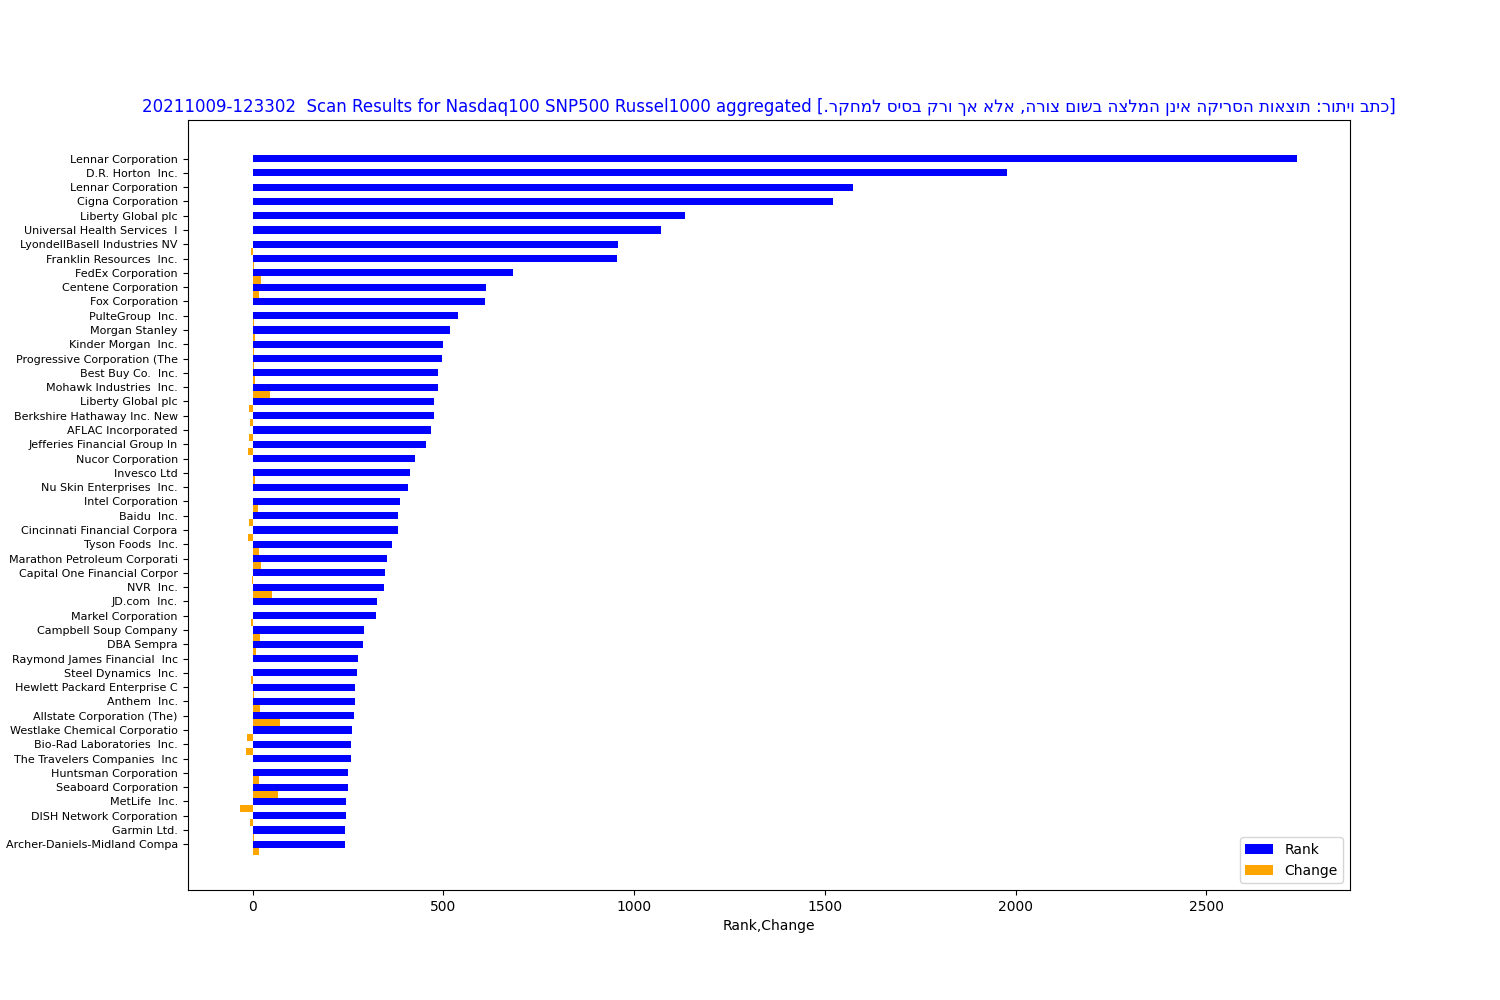 20211009-123302  Scan Results for Nasdaq100 SNP500 Russel1000 aggregated [כתב ויתור: תוצאות הסריקה אינן המלצה בשום צורה, אלא אך ורק בסיס למחקר.]
Lennar Corporation
D.R. Horton  Inc.
Lennar Corporation
Cigna Corporation
Liberty Global plc
Universal Health Services  I
LyondellBasell Industries NV
Franklin Resources  Inc.
FedEx Corporation
Centene Corporation
Fox Corporation
PulteGroup  Inc.
Morgan Stanley
Kinder Morgan  Inc.
Progressive Corporation (The
Best Buy Co.  Inc.
Mohawk Industries  Inc.
Liberty Global plc
Berkshire Hathaway Inc. New
AFLAC Incorporated
Jefferies Financial Group In
Nucor Corporation
Invesco Ltd
Nu Skin Enterprises  Inc.
Intel Corporation
Baidu  Inc.
Cincinnati Financial Corpora
Tyson Foods  Inc.
Marathon Petroleum Corporati
Capital One Financial Corpor
NVR  Inc.
JD.com  Inc.
Markel Corporation
Campbell Soup Company
DBA Sempra
Raymond James Financial  Inc
Steel Dynamics  Inc.
Hewlett Packard Enterprise C
Anthem  Inc.
Allstate Corporation (The)
Westlake Chemical Corporatio
Bio-Rad Laboratories  Inc.
The Travelers Companies  Inc
Huntsman Corporation
Seaboard Corporation
MetLife  Inc.
DISH Network Corporation
Garmin Ltd.
Archer-Daniels-Midland Compa
Rank
Change
0 500 1000 1500 2000 2500
Rank,Change